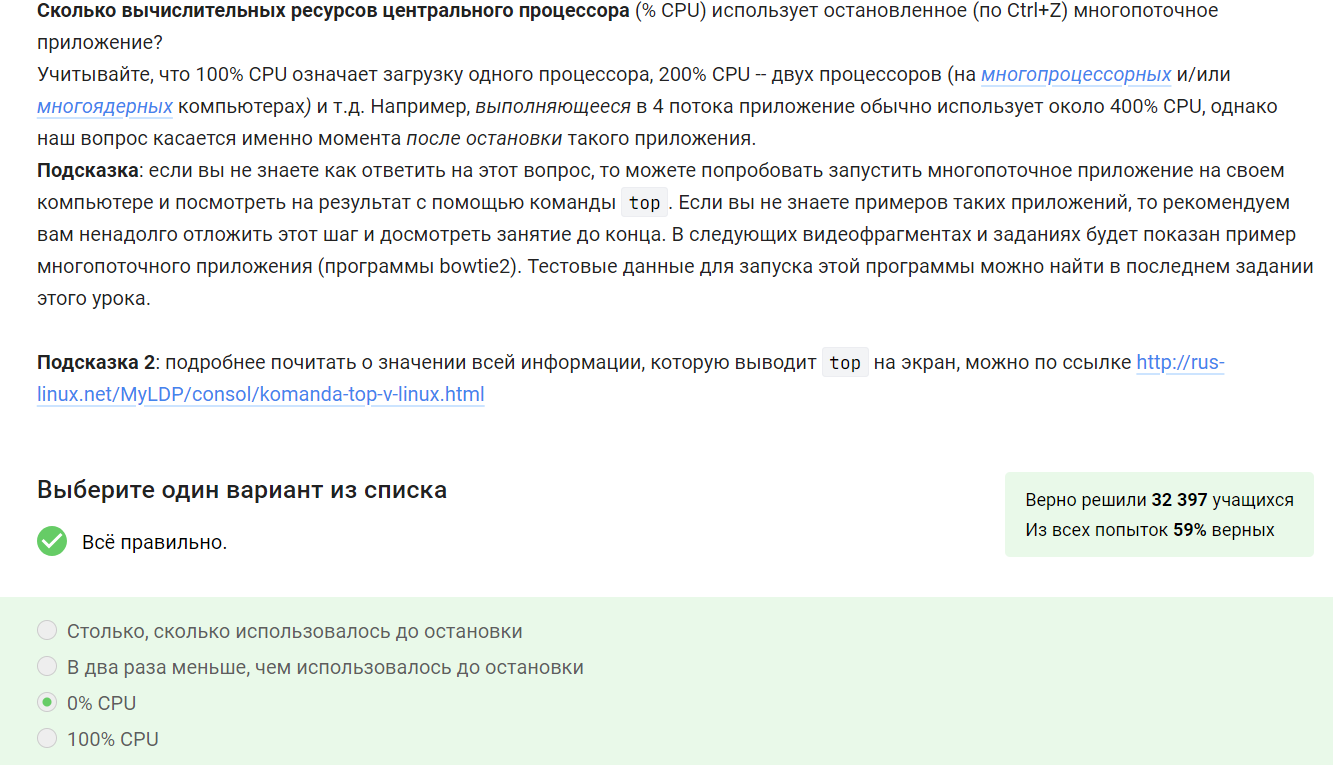 Сколько вычислительных ресурсов центрального процессора (% CPU) использует остановленное (по Ctrl+Z) многопоточное
приложение?
Учитывайте, что 100% CPU означает загрузку одного процессора, 200% CPU -- двух процессоров (на многопроцессорных и/или
многоядерных компьютерах) и т.д. Например, выполняющееся в 4 потока приложение обычно использует около 400% CPU, однако
наш вопрос касается именно момента после остановки такого приложения.
Подсказка: если вы не знаете как ответить на этот вопрос, то можете попробовать запустить многопоточное приложение на своем
компьютере и посмотреть на результат с помощью команды top. Если вы не знаете примеров таких приложений, то рекомендуем
вам ненадолго отложить этот шаг и досмотреть занятие до конца. В следующих видеофрагментах и заданиях будет показан пример
многопоточного приложения (программы bowtie2). Тестовые данные для запуска этой программы можно найти в последнем задании
этого урока.
Подсказка 2: подробнее почитать о значении всей информации, которую выводит top на экран, можно по ссылке http://rus-
linux.net/MyLDP/consol/komanda-top-v-linux.html
Выберите один вариант из списка
Верно решили 32 397 учащихся
Из всех попыток 59% верных
Всё правильно.
Столько, сколько использовалось до остановки
В два раза меньше, чем использовалось до остановки
0% CPU
100% CPU